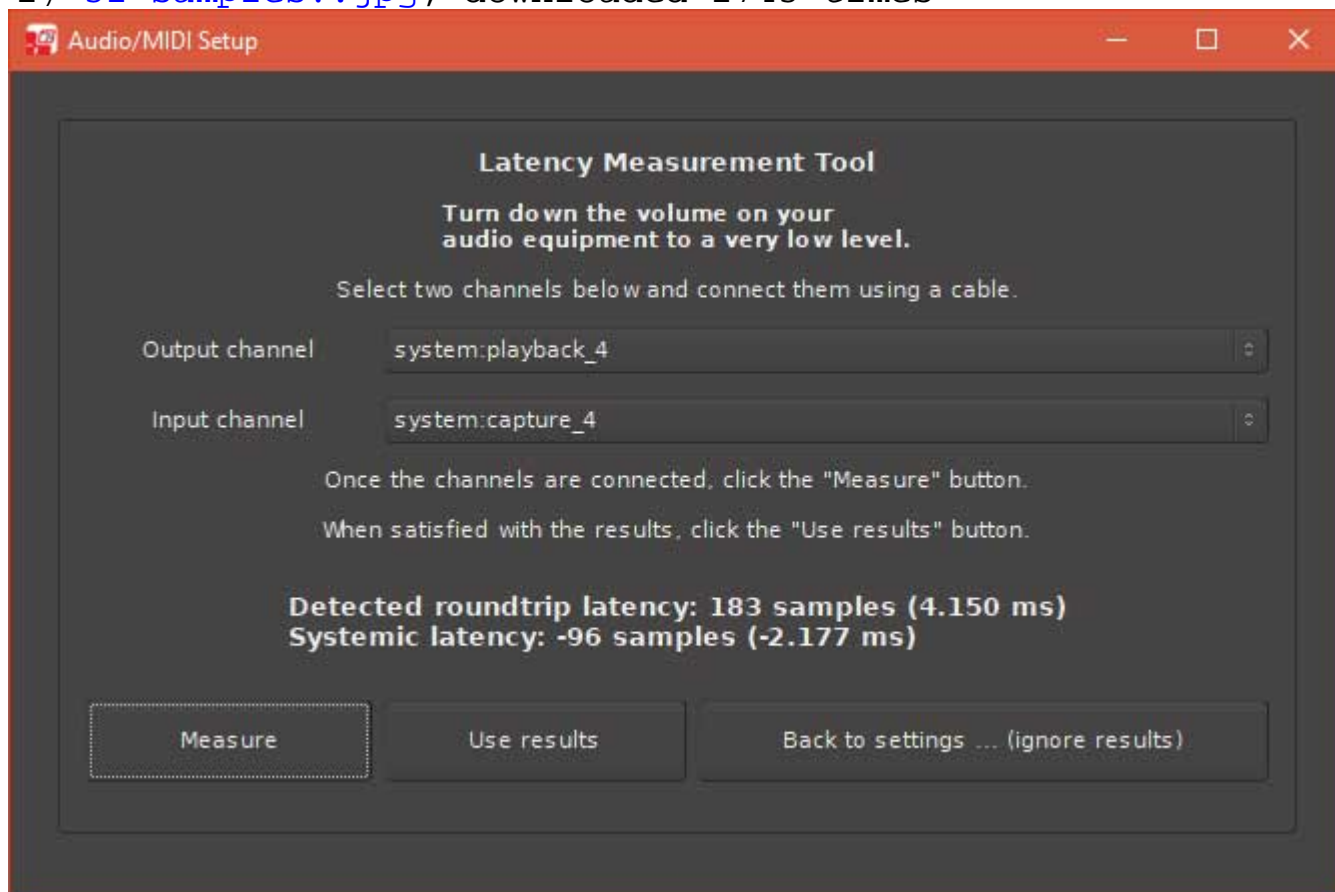 Audio/MIDI Setup
Latency Measurement Tool
Turn down the volume on your
audio equipment to a very low level.
Select two channels below and connect them using a cable.
Output channel system:playback_4
Input channel system:capture_4
Once the channels are connected, click the "Measure" button.
When satisfied with the results, click the "Use results" button.
Detected roundtrip latency: 183 samples (4.150 ms)
Systemic latency: -96 samples (-2.177 ms)
Measure Use results Back to settings ... (ignore results)